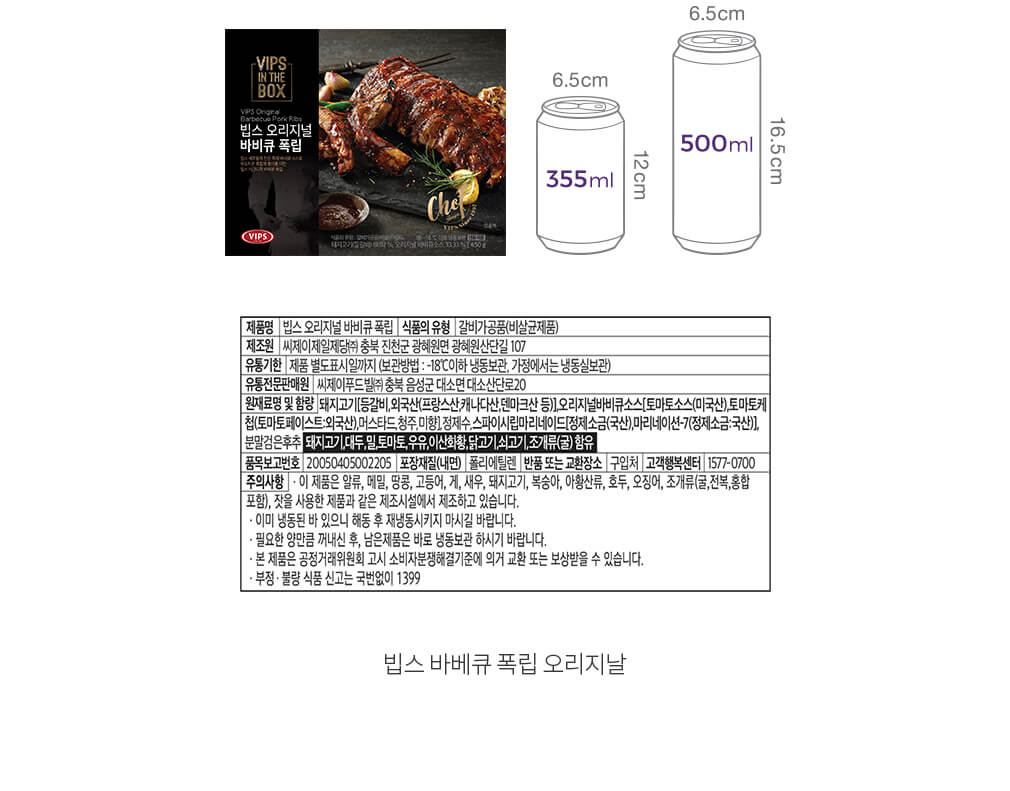 VIPS
IN THE
BOX
VIPS Original
Barbecue Pork Ribs
빕스 오리지널
바비큐 폭립
VIPS
Chef
VIPS since 1997
돼지고기(등갈비) 오리지널 바비큐소스 450 g
6.5cm
355ml
12cm
6.5cm
500ml
16.5cm
제품명 빕스 오리지널 바비큐 폭립 식품의 유형 갈비가공품(비살균제품)
제조원 씨제이제일제당㈜ 충북 진천군 광혜원면 광혜원산단길 107
유통기한 제품 별도표시일까지 (보관방법 : -18℃이하 냉동보관, 가정에서는 냉동실보관)
유통전문판매원 씨제이푸드빌㈜ 충북 음성군 대소면 대소산단로20
원재료명 및 함량 돼지고기[등갈비,외국산(프랑스산,캐나다산,덴마크산 등)],오리지널바비큐소스[토마토소스(미국산),토마토케
첩(토마토페이스트:외국산),머스타드,청주,미향],정제수,스파이시립마리네이드[정제소금(국산),마리네이션-7(정제소금:국산)],
분말검은후추 돼지고기,대두,밀,토마토,우유,이산화황,닭고기,쇠고기,조개류(굴) 함유
품목보고번호 20050405002205 포장재질(내면) 폴리에틸렌 반품 또는 교환장소 구입처 고객행복센터 1577-0700
주의사항 · 이 제품은 알류, 메밀, 땅콩, 고등어, 게, 새우, 돼지고기, 복숭아, 아황산류, 호두, 오징어, 조개류(굴,전복,홍합
포함), 잣을 사용한 제품과 같은 제조시설에서 제조하고 있습니다.
· 이미 냉동된 바 있으니 해동 후 재냉동시키지 마시길 바랍니다.
· 필요한 양만큼 꺼내신 후, 남은제품은 바로 냉동보관 하시기 바랍니다.
· 본 제품은 공정거래위원회 고시 소비자분쟁해결기준에 의거 교환 또는 보상받을 수 있습니다.
· 부정·불량 식품 신고는 국번없이 1399
빕스 바베큐 폭립 오리지날